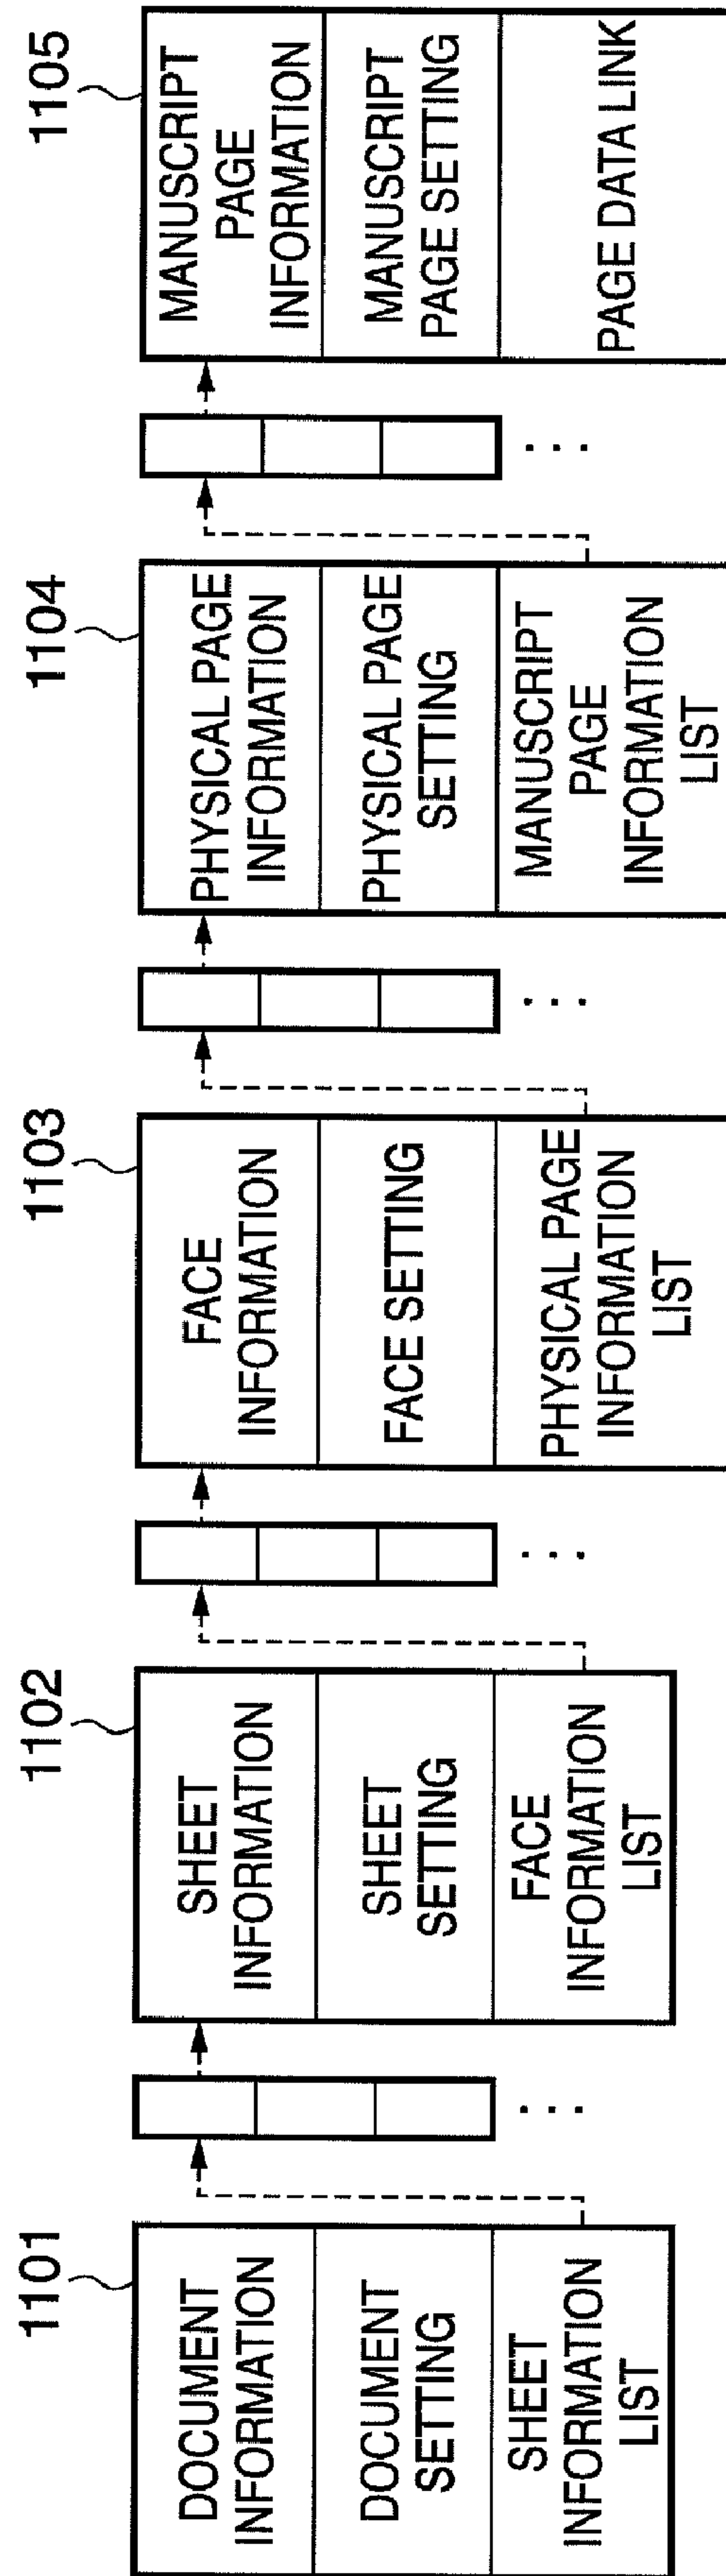 1101
DOCUMENT
INFORMATION
DOCUMENT
SETTING
SHEET
INFORMATION
LIST
...
1102
SHEET
INFORMATION
SHEET
SETTING
FACE
INFORMATION
LIST
...
1103
FACE
INFORMATION
FACE SETTING
PHYSICAL PAGE
INFORMATION
LIST
...
1104
PHYSICAL PAGE
INFORMATION
PHYSICAL PAGE
SETTING
MANUSCRIPT
PAGE
INFORMATION
LIST
...
1105
MANUSCRIPT
PAGE
INFORMATION
MANUSCRIPT
PAGE SETTING
PAGE DATA LINK